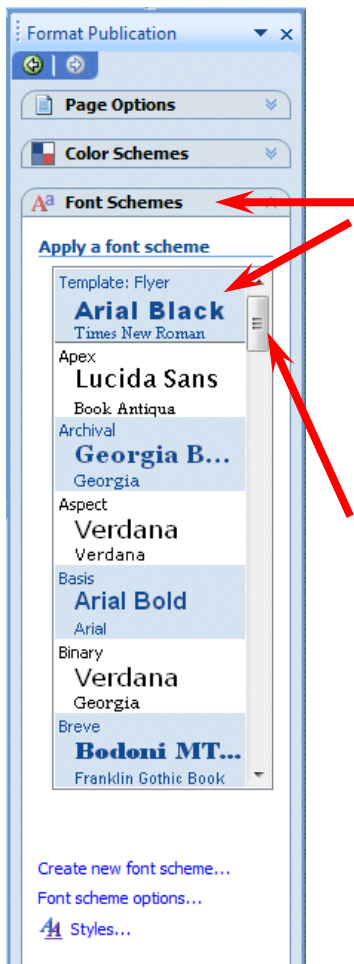 Format Publication
Page Options
Color Schemes
Aa Font Schemes
Apply a font scheme
Template: Flyer
Arial Black
Times New Roman
Apex
Lucida Sans
Book Antiqua
Archival
Georgia B...
Georgia
Aspect
Verdana
Verdana
Basis
Arial Bold
Arial
Binary
Verdana
Georgia
Breve
Bodoni MT...
Franklin Gothic Book
Create new font scheme...
Font scheme options...
AA Styles...